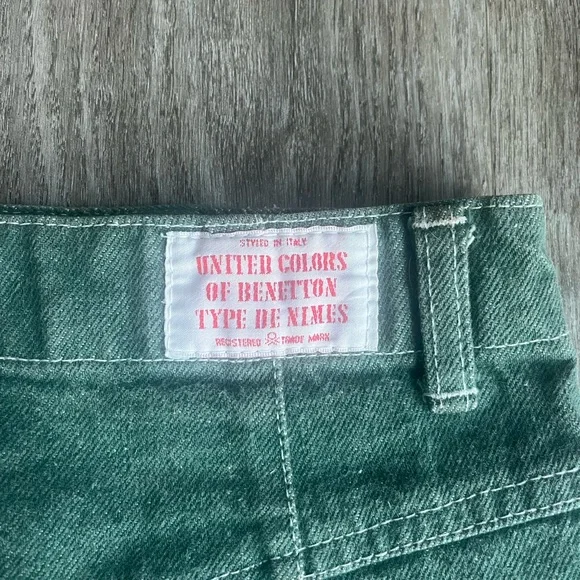 STYLED IN ITALY
UNITED COLORS
OF BENETTON
TYPE DE NIMES
REGISTERED TRADE MARK